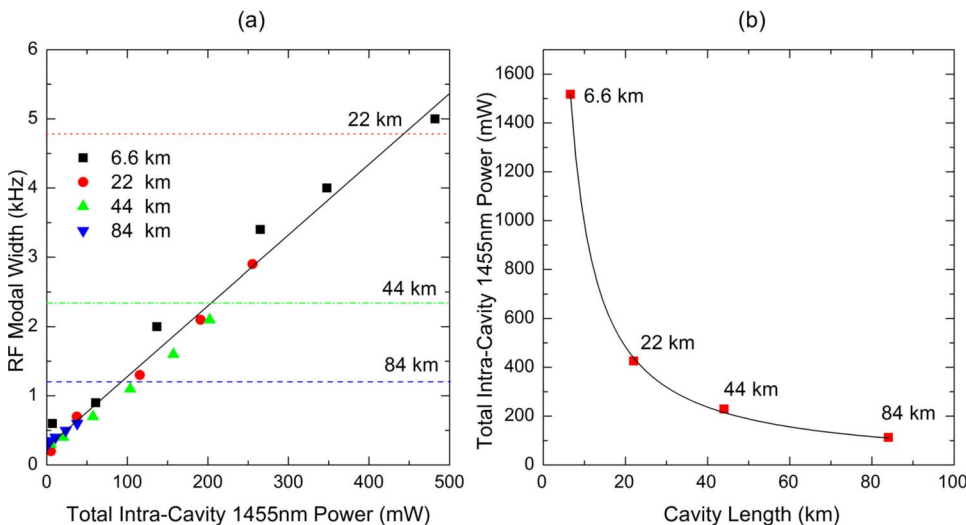 (a)
6
5
4
3
2
1
0
RF Modal Width (kHz)
22 km
6.6 km
22 km
44 km
84 km
44 km
84 km
0 100 200 300 400 500
Total Intra-Cavity 1455nm Power (mW)
(b)
1600
1400
1200
1000
800
600
400
200
0
Total Intra-Cavity 1455nm Power (mW)
6.6 km
22 km
44 km
84 km
0 20 40 60 80 100
Cavity Length (km)